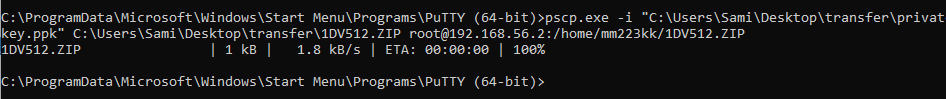 C:\ProgramData\Microsoft\Windows\Start Menu\Programs\PuTTY (64-bit)>pscp.exe -i "C:\Users\Sami\Desktop\transfer\privat
key.ppk" C:\Users\Sami\Desktop\transfer\1DV512.ZIP root@192.168.56.2:/home/mm223kk/1DV512.ZIP
1DV512.ZIP                | 1 kB |   1.8 kB/s | ETA: 00:00:00 | 100%
C:\ProgramData\Microsoft\Windows\Start Menu\Programs\PuTTY (64-bit)>